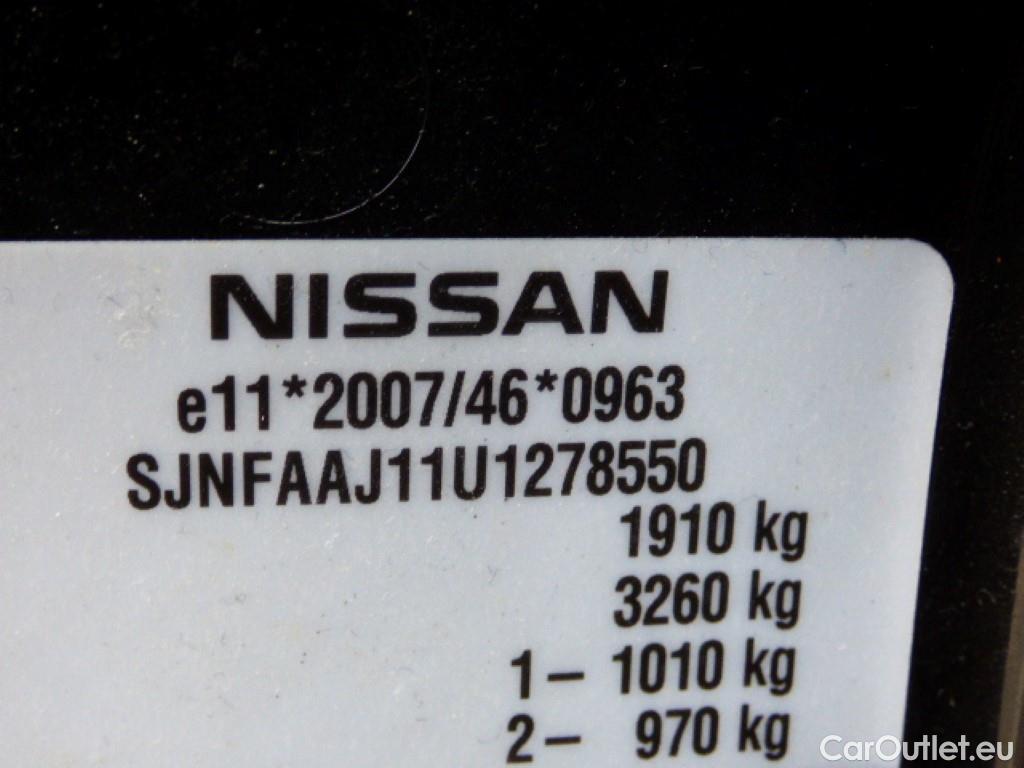 NISSAN
e11*2007/46*0963
SJNFAAJ11U1278550
1910 kg
3260 kg
1- 1010 kg
2- 970 kg
CarOutlet.eu